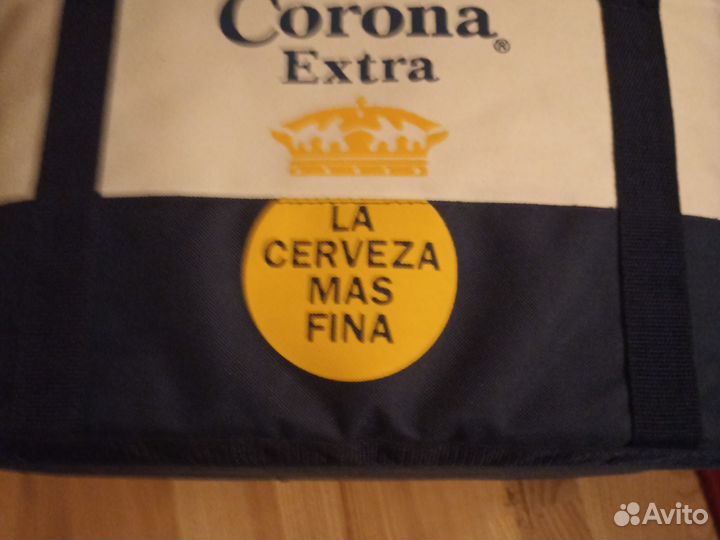 Corona
Extra
®
LA
CERVEZA
MAS
FINA
Avito